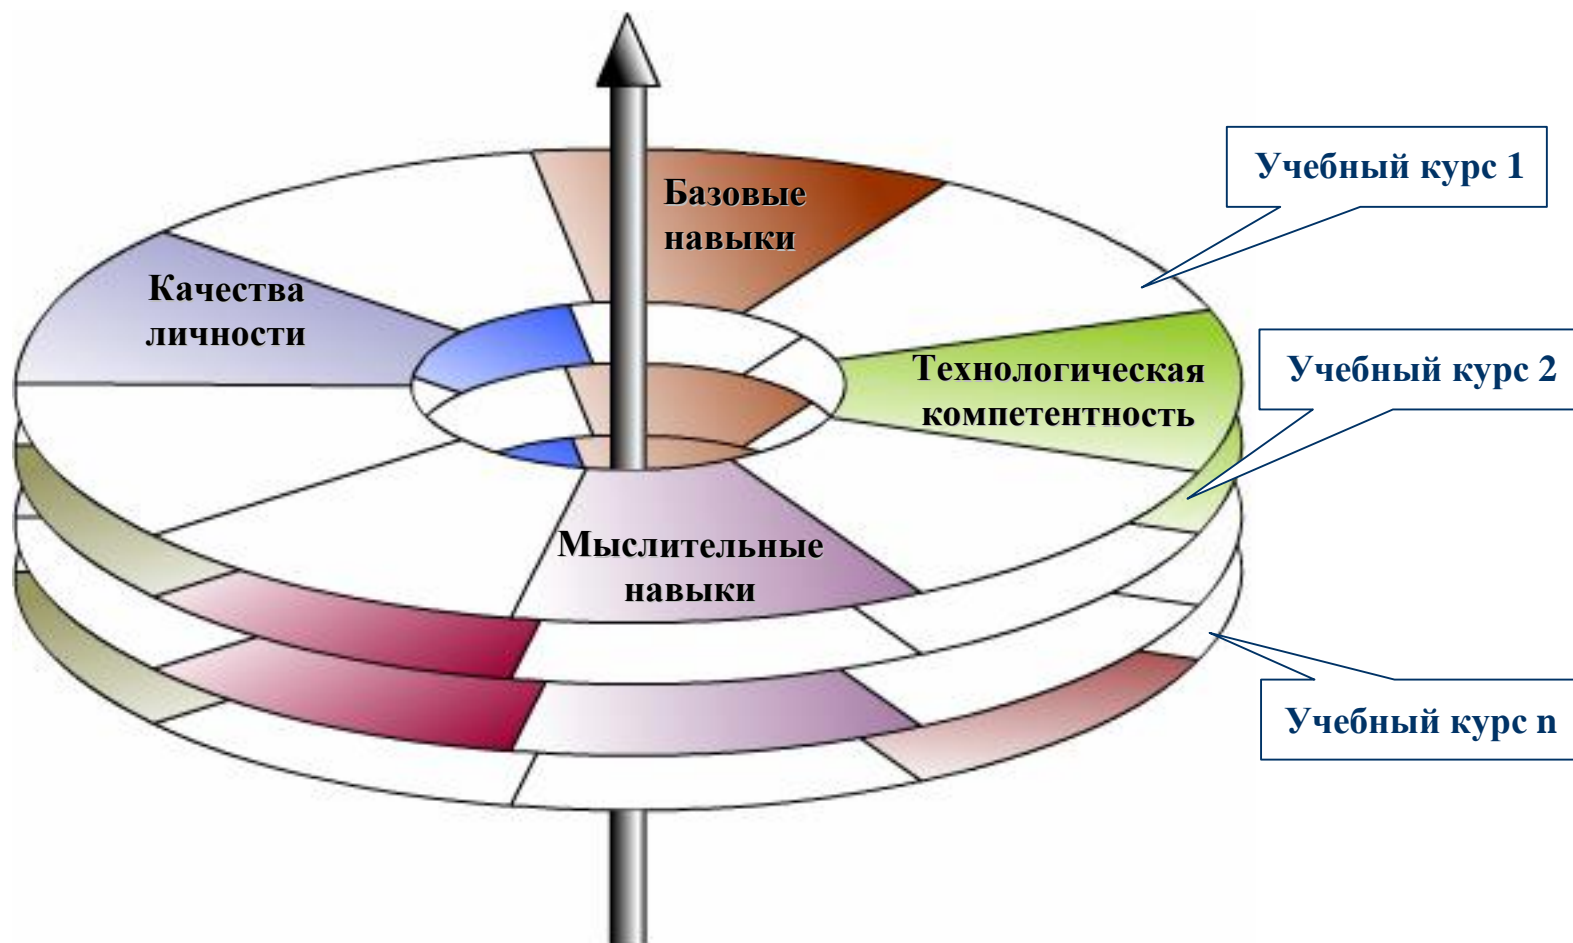 Базовые
навыки
Качества
личности
Технологическая
компетентность
Мыслительные
навыки
Учебный курс 1
Учебный курс 2
Учебный курс n